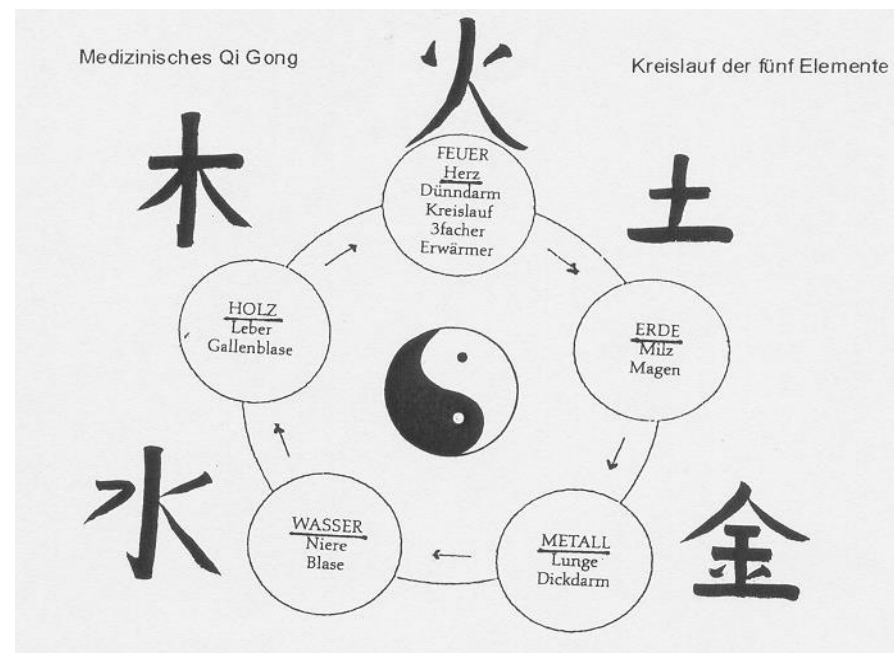 Medizinisches Qi Gong
Kreislauf der fünf Elemente
火
木
土
FEUER
Herz
Dünndarm
Kreislauf
3facher
Erwärmer
HOLZ
Leber
Gallenblase
ERDE
Milz
Magen
水
金
WASSER
Niere
Blase
METALL
Lunge
Dickdarm